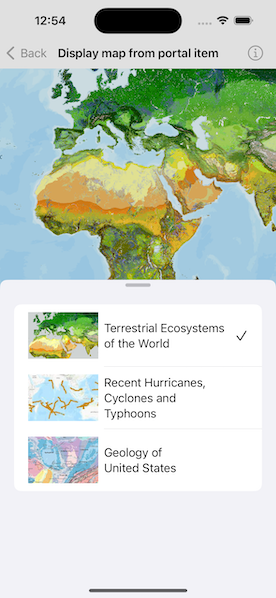 12:54
Back
Display map from portal item
Terrestrial Ecosystems
of the World
Recent Hurricanes,
Cyclones and
Typhoons
Geology of
United States